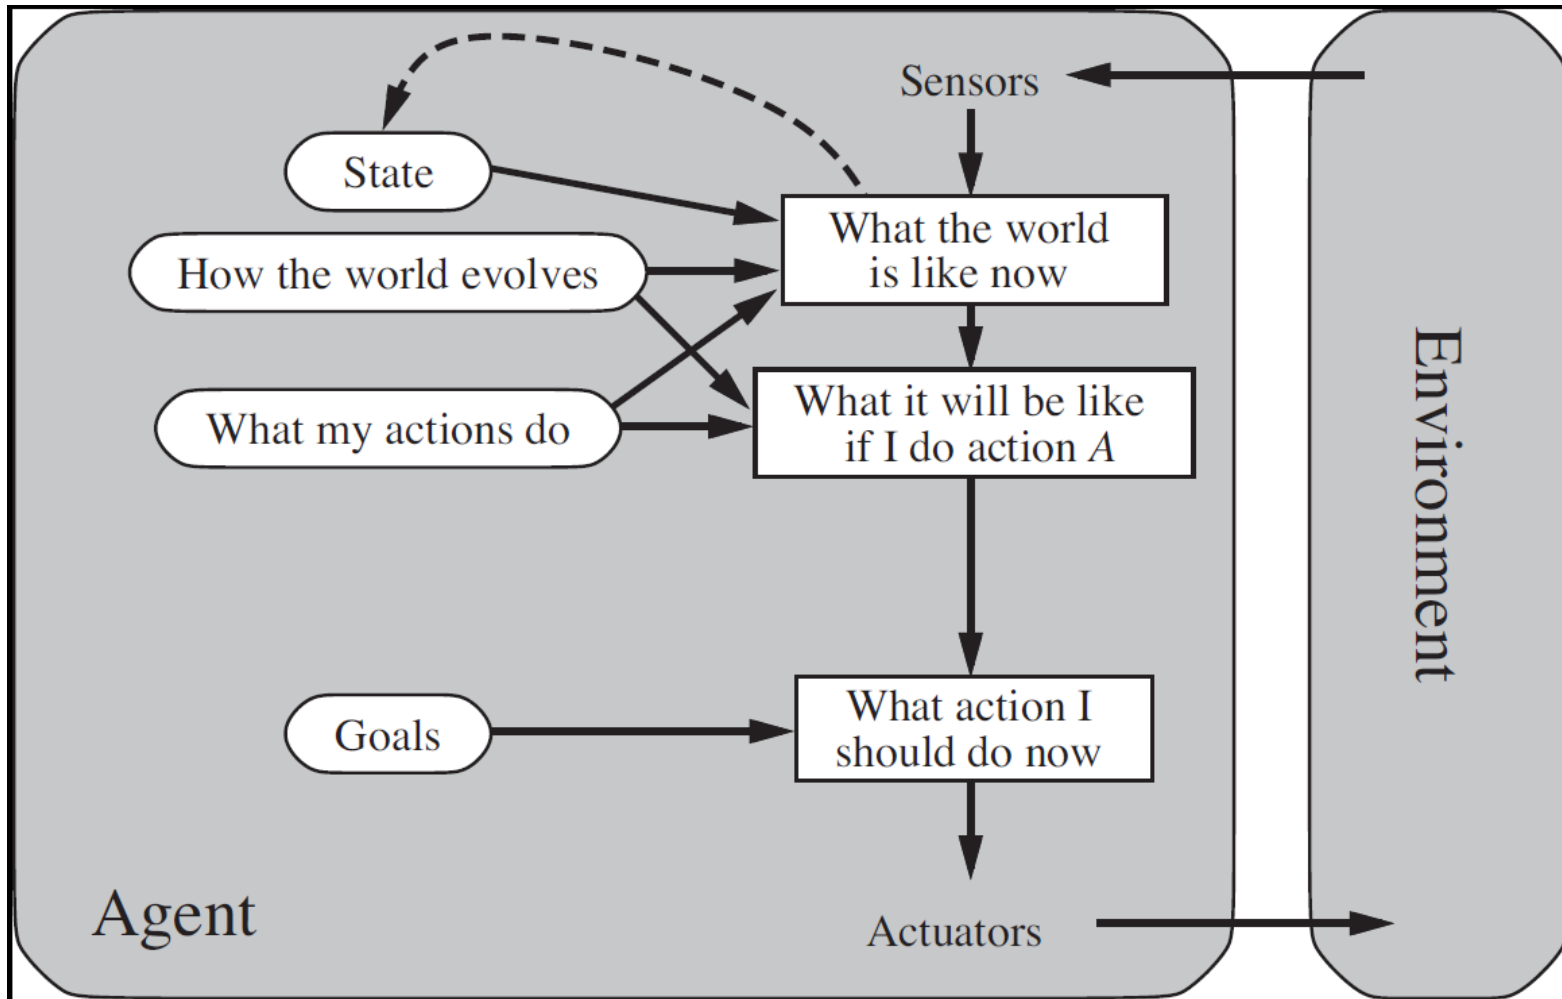 Sensors
State
What the world
is like now
How the world evolves
What it will be like
if I do action A
What my actions do
Environment
Goals
What action I
should do now
Agent
Actuators